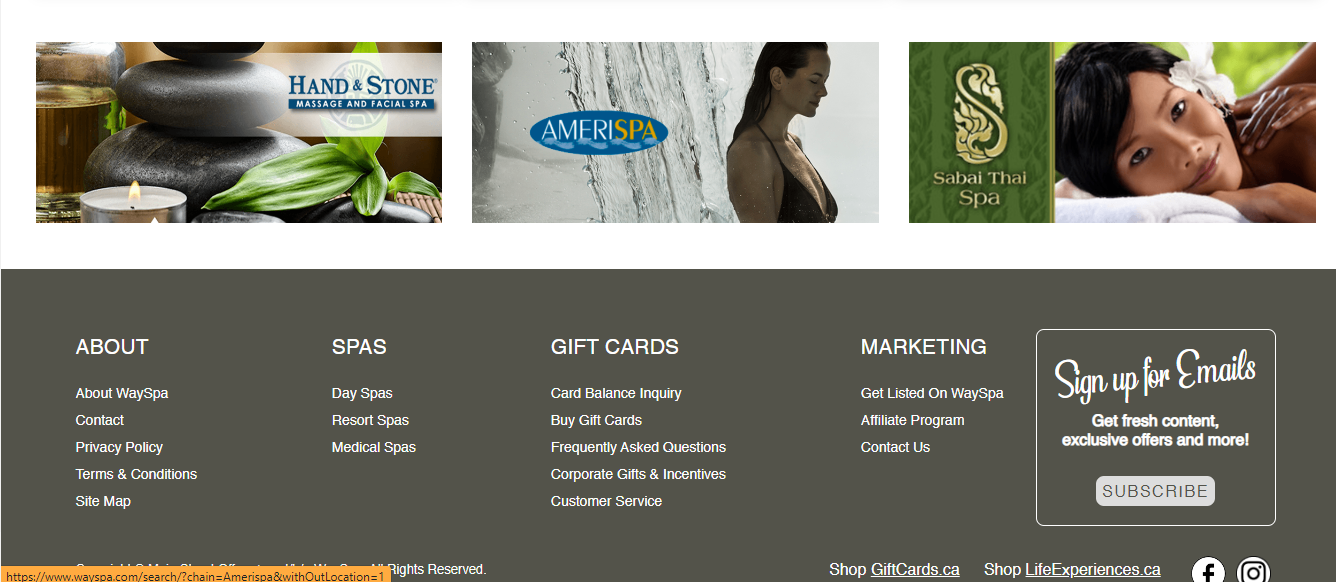 HAND & STONE®
MASSAGE AND FACIAL SPA
AMERISPA
Sabai Thai
Spa
ABOUT
About WaySpa
Contact
Privacy Policy
Terms & Conditions
Site Map
SPAS
Day Spas
Resort Spas
Medical Spas
GIFT CARDS
Card Balance Inquiry
Buy Gift Cards
Frequently Asked Questions
Corporate Gifts & Incentives
Customer Service
MARKETING
Get Listed On WaySpa
Affiliate Program
Contact Us
Sign up for Emails
Get fresh content,
exclusive offers and more!
SUBSCRIBE
Rights Reserved.
Shop GiftCards.ca Shop LifeExperiences.ca
https://www.wayspa.com/search/?chain=Amerispa&withOutLocation=1